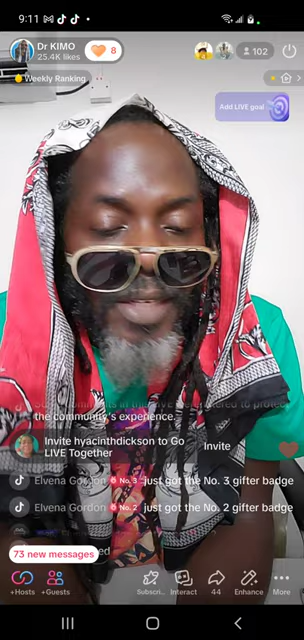 9:11
Dr KIMO
25.4K likes
8
102
Weekly Ranking
Add LIVE goal
the community's experience.
Invite hyacinthdickson to Go
LIVE Together
Invite
Elvena Gordon No. 3 just got the No. 3 gifter badge
Elvena Gordon No. 2 just got the No. 2 gifter badge
73 new messages
+Hosts
+Guests
Subscri...
Interact
44
Enhance
More